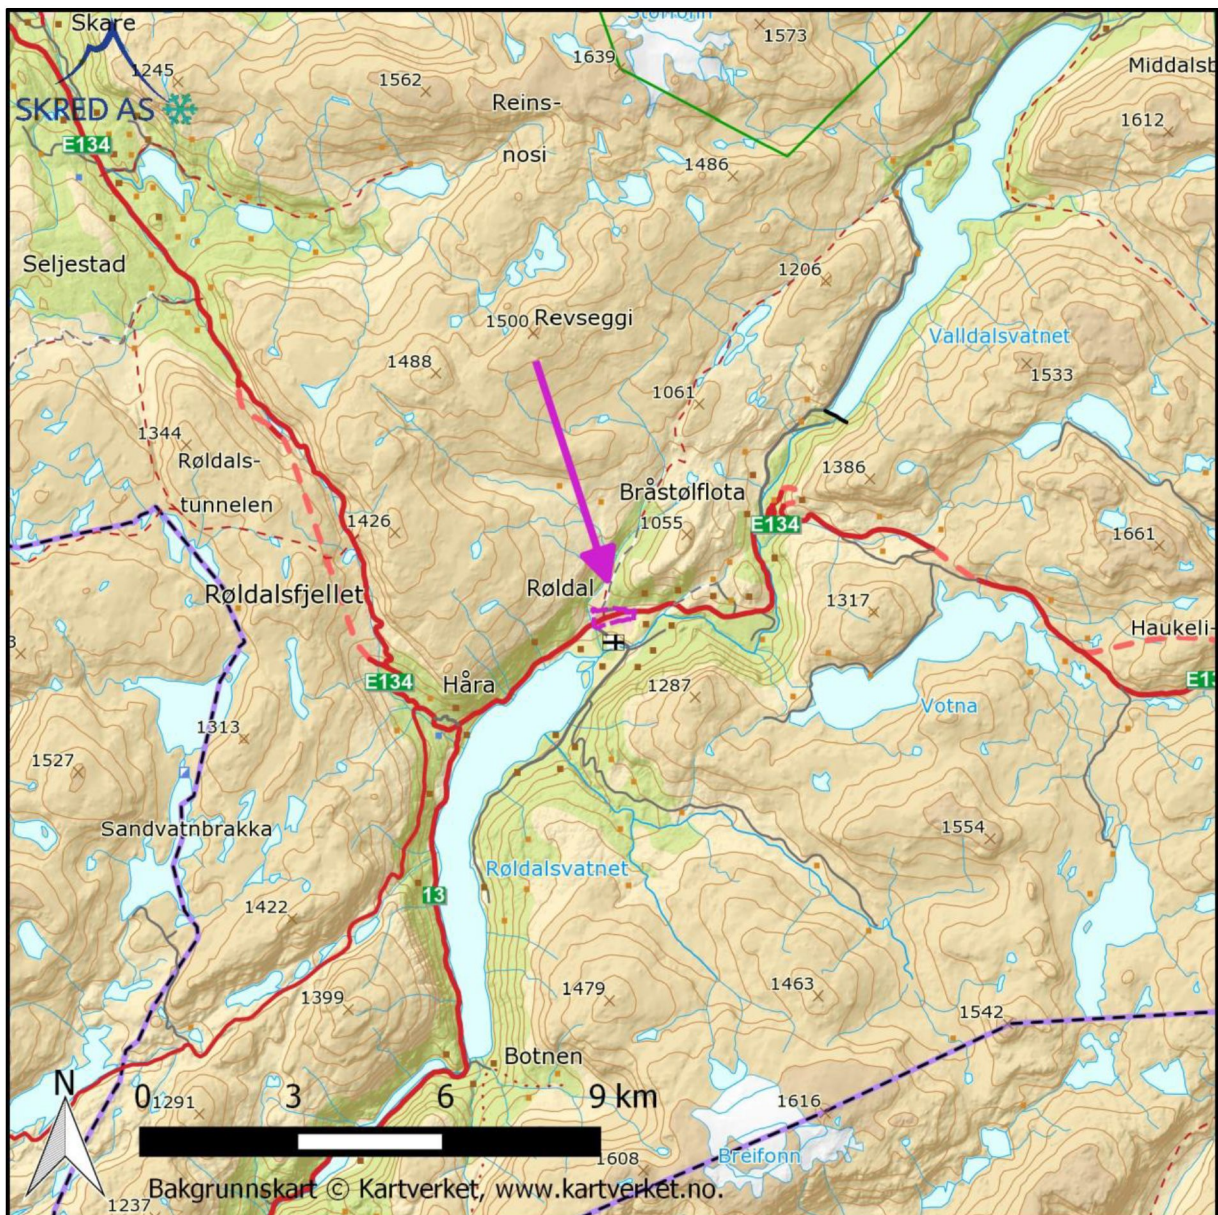 Skare
Storfonn
1573
1639
1245
1562
Middalsb
Reins-
SKRED AS
1612
E134
nosi
1486
Seljestad
1206
1500 Revseggi
Valldalsvatnet
1488
1533
1061
1344
Røldals-
1386
Bråstølflota
tunnelen
1426
1055
E134
1661
Røldal
Røldalsfjellet
1317
Haukeli-
3
E134
Håra
1287
E13
Votna
1313
1527
Sandvatnbrakka
1554
Røldalsvatnet
13
1422
1479
1463
1399
1542
Botnen
N
0 3 6 9 km
1291
1616
Breifonn
1608
Bakgrunnskart © Kartverket, www.kartverket.no.
1237